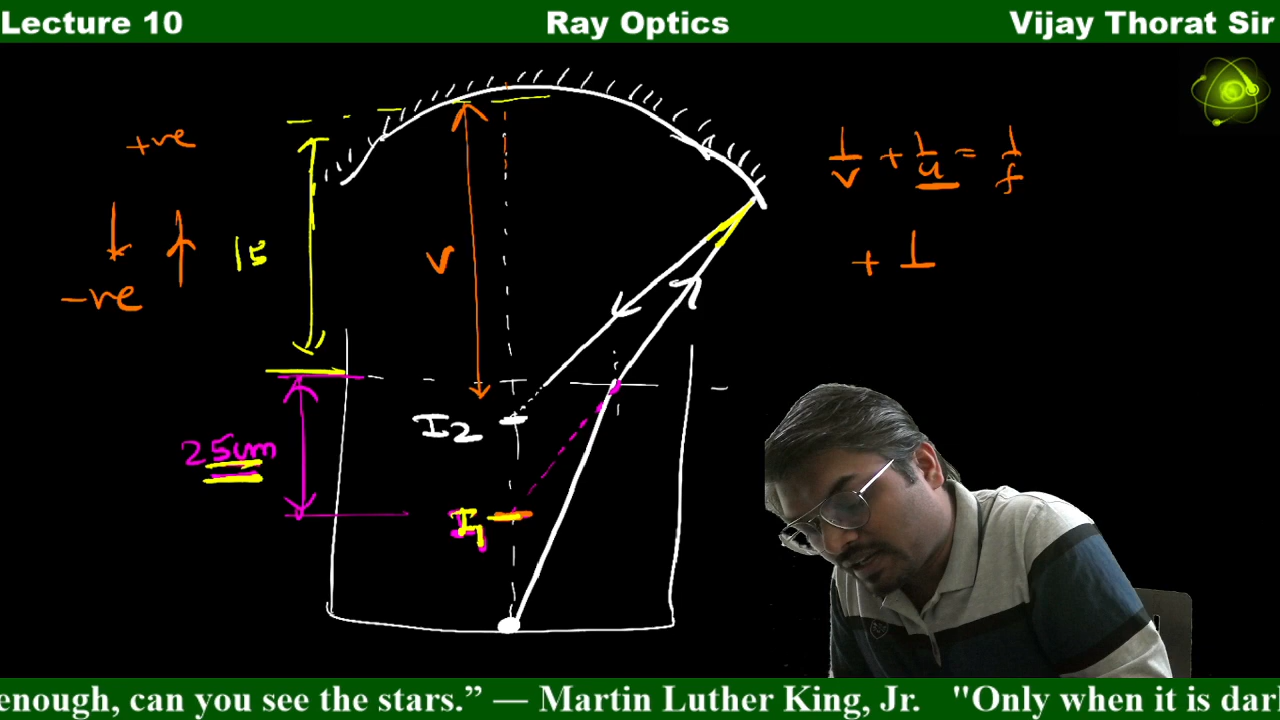 Lecture 10
Ray Optics
Vijay Thorat Sir
+ve
-ve
15
v
1/v + 1/u = 1/f
+ 1
25cm
I2
I1
enough, can you see the stars.” — Martin Luther King, Jr. "Only when it is dar